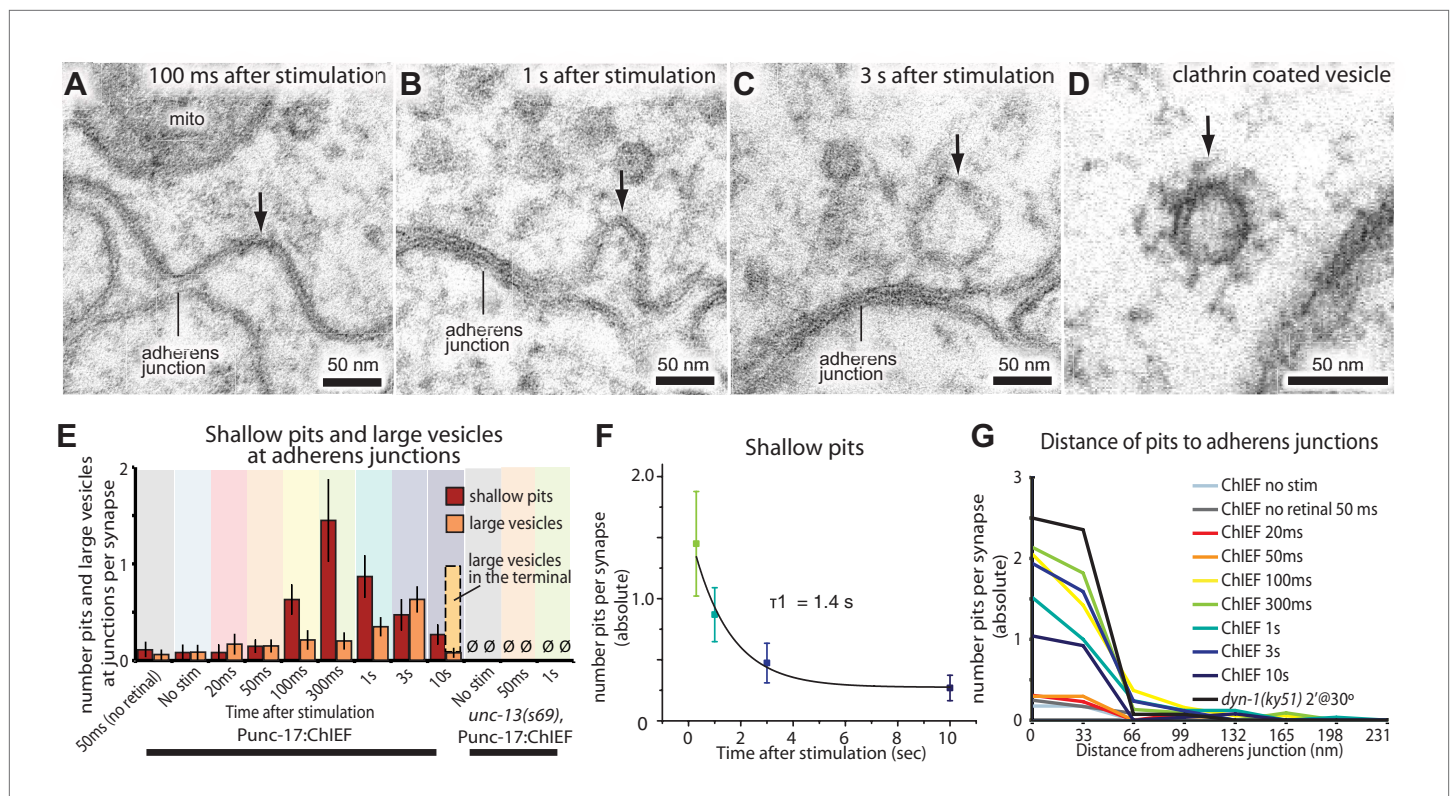 A
100 ms after stimulation
mito
adherens
junction
50 nm
B
1 s after stimulation
adherens
junction
50 nm
C
3 s after stimulation
adherens
junction
50 nm
D
clathrin coated vesicle
50 nm
E
Shallow pits and large vesicles
at adherens junctions
number pits and large vesicles
at junctions per synapse
2
1
0
shallow pits
large vesicles
large vesicles
in the terminal
Ø Ø Ø Ø Ø Ø
50ms (no retinal)
No stim
20ms
50ms
100ms
300ms
1s
3s
10s
No stim
50ms
1s
Time after stimulation
Punc-17:ChIEF
unc-13(s69),
Punc-17:ChIEF
F
Shallow pits
number pits per synapse
(absolute)
2.0
1.0
0
τ1 = 1.4 s
0 2 4 6 8 10
Time after stimulation (sec)
G
Distance of pits to adherens junctions
number pits per synapse
(absolute)
3
2
1
0
ChIEF no stim
ChIEF no retinal 50 ms
ChIEF 20ms
ChIEF 50ms
ChIEF 100ms
ChIEF 300ms
ChIEF 1s
ChIEF 3s
ChIEF 10s
dyn-1(ky51) 2'@30º
0 33 66 99 132 165 198 231
Distance from adherens junction (nm)